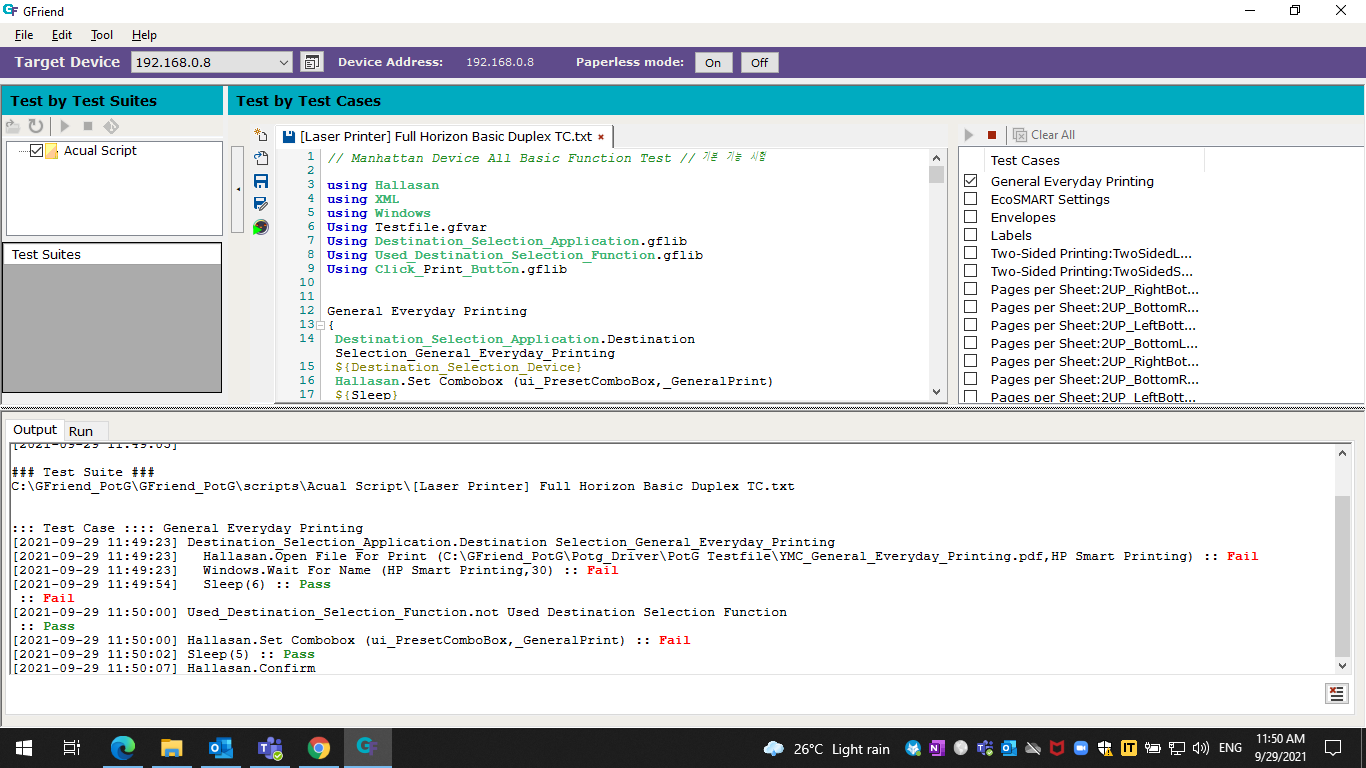 GFriend
File Edit Tool Help
Target Device 192.168.0.8 Device Address: 192.168.0.8 Paperless mode: On Off
Test by Test Suites
Test by Test Cases
Acual Script
Test Suites
[Laser Printer] Full Horizon Basic Duplex TC.txt ×
1 // Manhattan Device All Basic Function Test // 기본 기능 시험
2
3 using Hallasan
4 using XML
5 using Windows
6 Using Testfile.gfvar
7 Using Destination_Selection_Application.gflib
8 Using Used_Destination_Selection_Function.gflib
9 Using Click_Print_Button.gflib
10
11
12 General Everyday Printing
13 {
14 Destination_Selection_Application.Destination
Selection_General_Everyday_Printing
15 ${Destination_Selection_Device}
16 Hallasan.Set Combobox (ui_PresetComboBox,_GeneralPrint)
17 ${Sleep}
Clear All
Test Cases
General Everyday Printing
EcoSMART Settings
Envelopes
Labels
Two-Sided Printing:TwoSidedL...
Two-Sided Printing:TwoSidedS...
Pages per Sheet:2UP_RightBot...
Pages per Sheet:2UP_BottomR...
Pages per Sheet:2UP_LeftBott...
Pages per Sheet:2UP_BottomL...
Pages per Sheet:2UP_RightBot...
Pages per Sheet:2UP_BottomR...
Pages per Sheet:2UP_LeftBott...
Output Run
[2021-09-29 11:49:03]
### Test Suite ###
C:\GFriend_PotG\GFriend_PotG\scripts\Acual Script\[Laser Printer] Full Horizon Basic Duplex TC.txt
::: Test Case :::: General Everyday Printing
[2021-09-29 11:49:23] Destination_Selection_Application.Destination Selection_General_Everyday_Printing
[2021-09-29 11:49:23] Hallasan.Open File For Print (C:\GFriend_PotG\Potg_Driver\PotG Testfile\YMC_General_Everyday_Printing.pdf,HP Smart Printing) :: Fail
[2021-09-29 11:49:23] Windows.Wait For Name (HP Smart Printing,30) :: Fail
[2021-09-29 11:49:54] Sleep(6) :: Pass
:: Fail
[2021-09-29 11:50:00] Used_Destination_Selection_Function.not Used Destination Selection Function
:: Pass
[2021-09-29 11:50:00] Hallasan.Set Combobox (ui_PresetComboBox,_GeneralPrint) :: Fail
[2021-09-29 11:50:02] Sleep(5) :: Pass
[2021-09-29 11:50:07] Hallasan.Confirm
26°C Light rain ENG 11:50 AM
9/29/2021